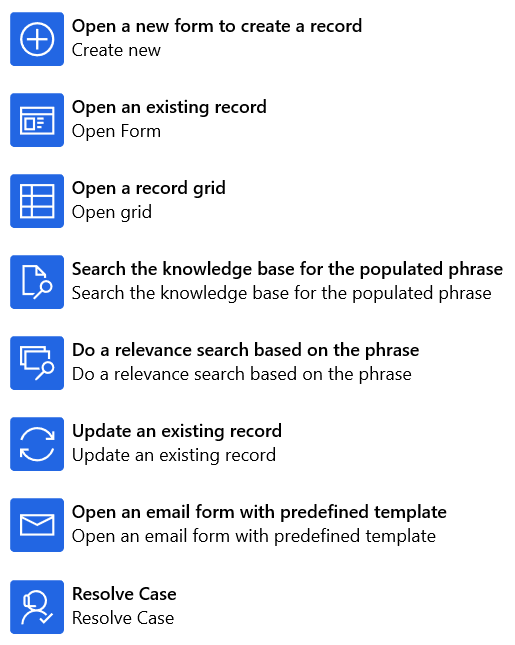 Open a new form to create a record
Create new
Open an existing record
Open Form
Open a record grid
Open grid
Search the knowledge base for the populated phrase
Search the knowledge base for the populated phrase
Do a relevance search based on the phrase
Do a relevance search based on the phrase
Update an existing record
Update an existing record
Open an email form with predefined template
Open an email form with predefined template
Resolve Case
Resolve Case